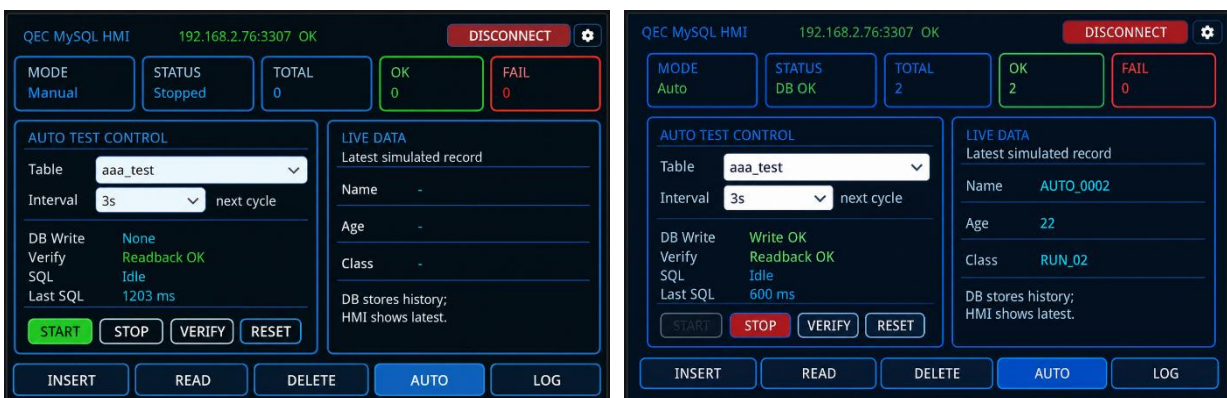 QEC MySQL HMI 192.168.2.76:3307 OK DISCONNECT
MODE STATUS TOTAL OK FAIL
Manual Stopped 0 0 0
AUTO TEST CONTROL
Table aaa_test
Interval 3s next cycle
DB Write None
Verify Readback OK
SQL Idle
Last SQL 1203 ms
START STOP VERIFY RESET
LIVE DATA
Latest simulated record
Name -
Age -
Class -
DB stores history;
HMI shows latest.
INSERT READ DELETE AUTO LOG
QEC MySQL HMI 192.168.2.76:3307 OK DISCONNECT
MODE STATUS TOTAL OK FAIL
Auto DB OK 2 2 0
AUTO TEST CONTROL
Table aaa_test
Interval 3s next cycle
DB Write Write OK
Verify Readback OK
SQL Idle
Last SQL 600 ms
START STOP VERIFY RESET
LIVE DATA
Latest simulated record
Name AUTO_0002
Age 22
Class RUN_02
DB stores history;
HMI shows latest.
INSERT READ DELETE AUTO LOG